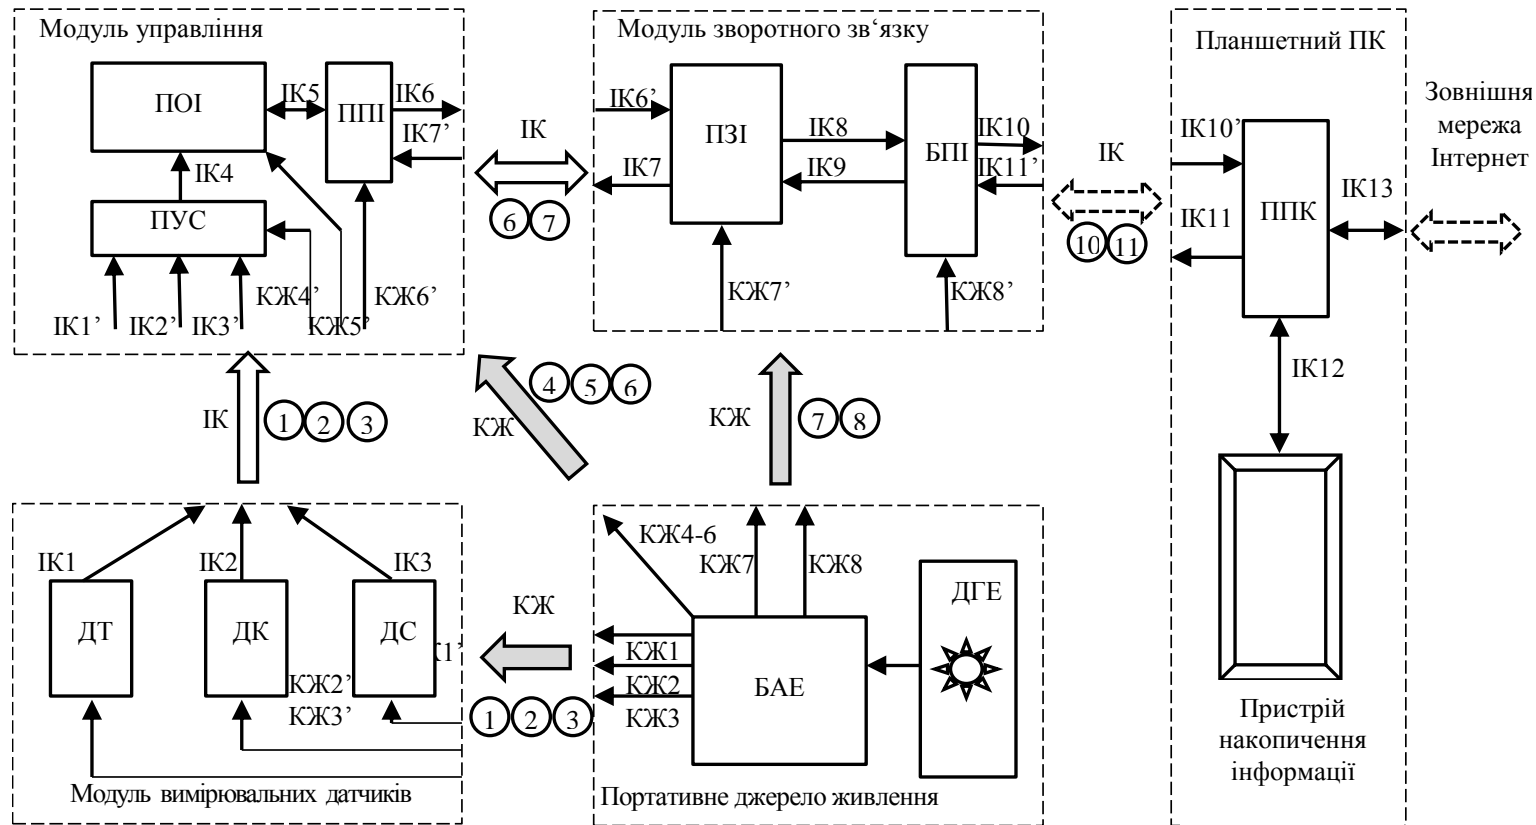 Модуль управління
ПОІ
ІК5
ППІ
ІК6
ІК7’
ІК4
ПУС
КЖ4’
КЖ6’
ІК1’
ІК2’
ІК3’
КЖ5’
ІК
6
7
Модуль зворотного зв‘язку
ІК6’
ІК7
ПЗІ
ІК8
ІК9
БПІ
ІК10
ІК11’
КЖ7’
КЖ8’
ІК
10
11
Планшетний ПК
ІК10’
ІК11
ППК
ІК13
ІК12
Пристрій
накопичення
інформації
Зовнішня
мережа
Інтернет
ІК
1
2
3
КЖ
4
5
6
КЖ
7
8
ІК1
ІК2
ІК3
ДТ
ДК
ДС
1’
КЖ2’
КЖ3’
Модуль вимірювальних датчиків
КЖ
1
2
3
КЖ4-6
КЖ7
КЖ8
КЖ1
КЖ2
КЖ3
БАЕ
ДГЕ
Портативне джерело живлення